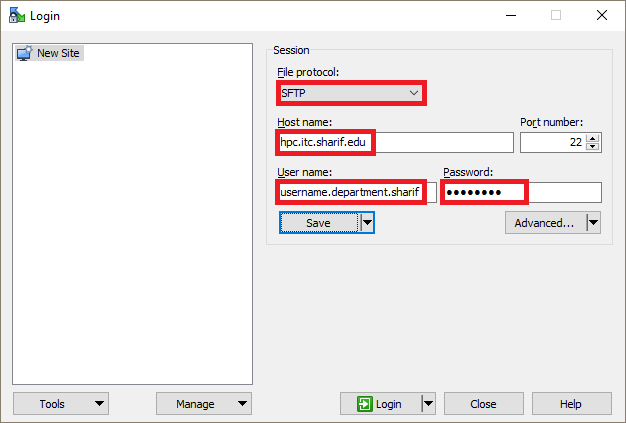 Login
New Site
Session
File protocol:
SFTP
Host name:
Port number:
hpc.itc.sharif.edu
22
User name:
Password:
username.department.sharif
●●●●●●●●
Save
Advanced...
Tools
Manage
Login
Close
Help